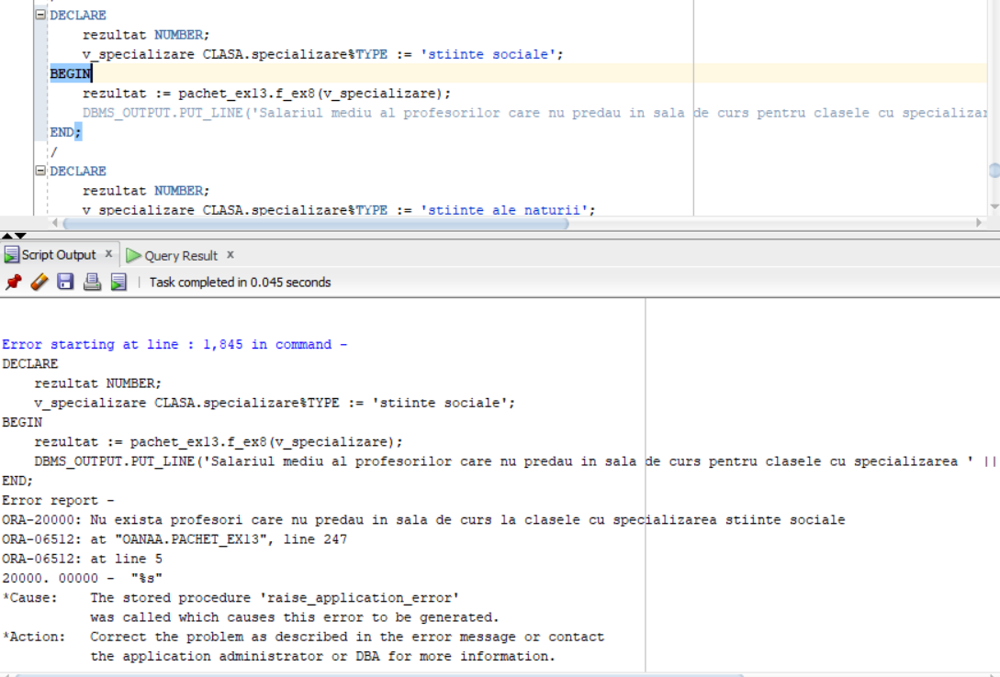 DECLARE
rezultat NUMBER;
v_specializare CLASA.specializare%TYPE := 'stiinte sociale';
BEGIN
rezultat := pachet_ex13.f_ex8(v_specializare);
DBMS_OUTPUT.PUT_LINE('Salariul mediu al profesorilor care nu predau in sala de curs pentru clasele cu specializar
END;
/
DECLARE
rezultat NUMBER;
v_specializare CLASA.specializare%TYPE := 'stiinte ale naturii';
Script Output x Query Result x
Task completed in 0.045 seconds
Error starting at line : 1,845 in command -
DECLARE
rezultat NUMBER;
v_specializare CLASA.specializare%TYPE := 'stiinte sociale';
BEGIN
rezultat := pachet_ex13.f_ex8(v_specializare);
DBMS_OUTPUT.PUT_LINE('Salariul mediu al profesorilor care nu predau in sala de curs pentru clasele cu specializarea ' ||
END;
Error report -
ORA-20000: Nu exista profesori care nu predau in sala de curs la clasele cu specializarea stiinte sociale
ORA-06512: at "OANAA.PACHET_EX13", line 247
ORA-06512: at line 5
20000. 00000 - "%s"
*Cause: The stored procedure 'raise_application_error'
was called which causes this error to be generated.
*Action: Correct the problem as described in the error message or contact
the application administrator or DBA for more information.